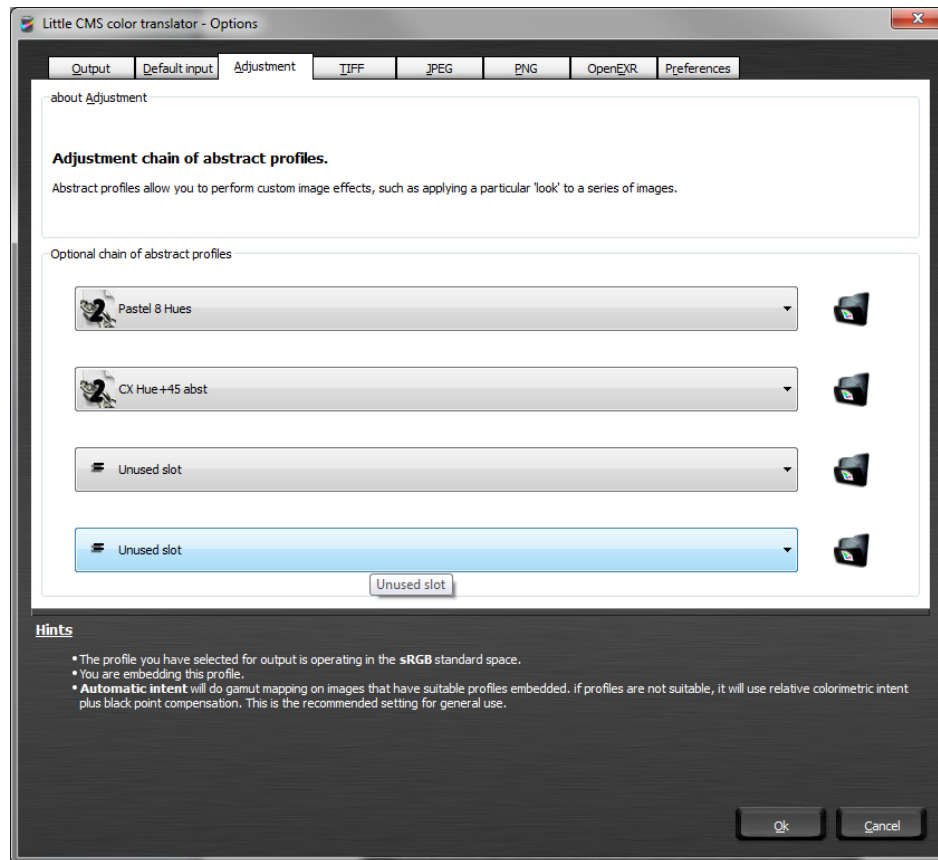 Little CMS color translator - Options
Output Default input Adjustment TIFF JPEG PNG OpenEXR Preferences
about Adjustment
Adjustment chain of abstract profiles.
Abstract profiles allow you to perform custom image effects, such as applying a particular 'look' to a series of images.
Optional chain of abstract profiles
2 Pastel 8 Hues
2 CX Hue+45 abst
Unused slot
Unused slot
Unused slot
Hints
• The profile you have selected for output is operating in the sRGB standard space.
• You are embedding this profile.
• Automatic intent will do gamut mapping on images that have suitable profiles embedded. if profiles are not suitable, it will use relative colorimetric intent
plus black point compensation. This is the recommended setting for general use.
Ok Cancel